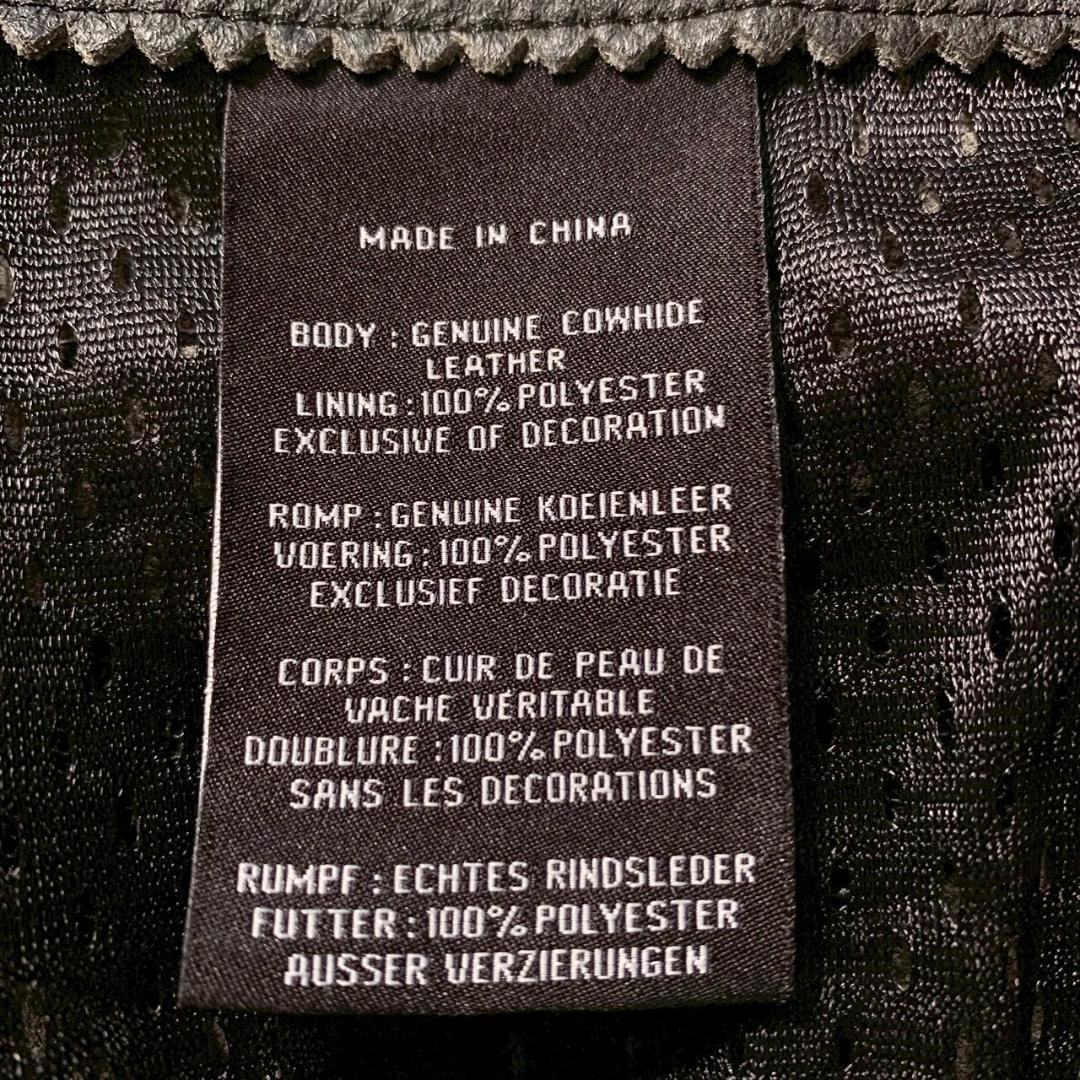 MADE IN CHINA
BODY : GENUINE COWHIDE
LEATHER
LINING : 100% POLYESTER
EXCLUSIVE OF DECORATION
ROMP : GENUINE KOEIENLEER
VOERING : 100% POLYESTER
EXCLUSIEF DECORATIE
CORPS : CUIR DE PEAU DE
VACHE VÉRITABLE
DOUBLURE : 100% POLYESTER
SANS LES DECORATIONS
RUMPF : ECHTES RINDSLEDER
FUTTER : 100% POLYESTER
AUSSER VERZIERUNGEN